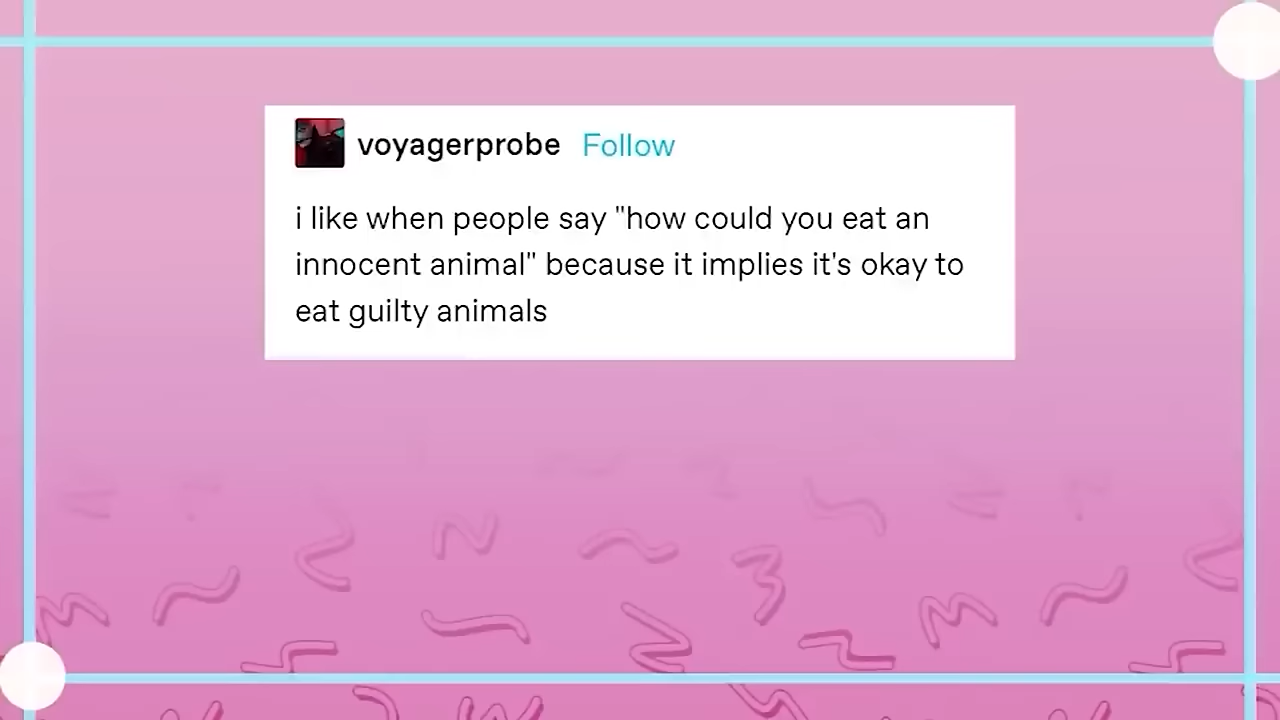 voyagerprobe Follow
i like when people say "how could you eat an
innocent animal" because it implies it's okay to
eat guilty animals